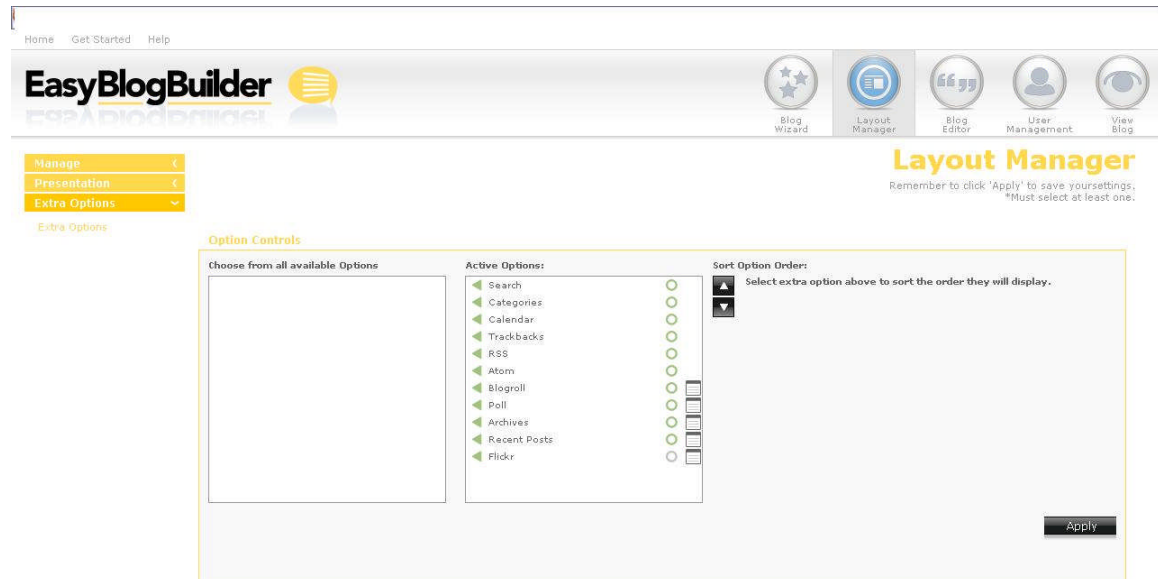 Home Get Started Help
EasyBlogBuilder
Blog Wizard
Layout Manager
Blog Editor
User Management
View Blog
Manage
Presentation
Extra Options
Extra Options
Layout Manager
Remember to click 'Apply' to save yoursettings.
*Must select at least one.
Option Controls
Choose from all available Options
Active Options:
Search
Categories
Calendar
Trackbacks
RSS
Atom
Blogroll
Poll
Archives
Recent Posts
Flickr
Sort Option Order:
Select extra option above to sort the order they will display.
Apply